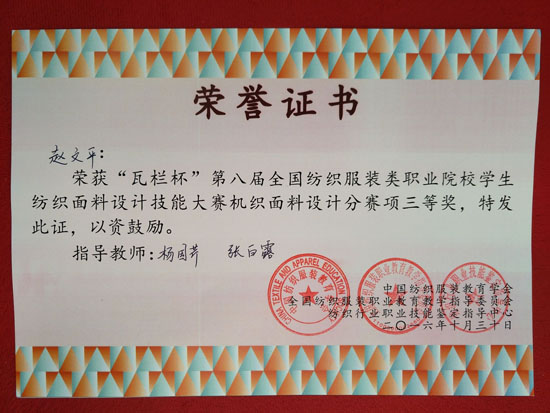 荣誉证书
赵文平：
荣获“瓦栏杯”第八届全国纺织服装类职业院校学生
纺织面料设计技能大赛机织面料设计分赛项三等奖，特发
此证，以资鼓励。
指导教师：杨国芹 张白露
CHINA TEXTILE AND APPAREL EDUCATION
中国纺织服装教育学会
全国纺织服装职业教育教学指导委员会
纺织行业职业技能鉴定指导中心
二〇一六年十月三十日